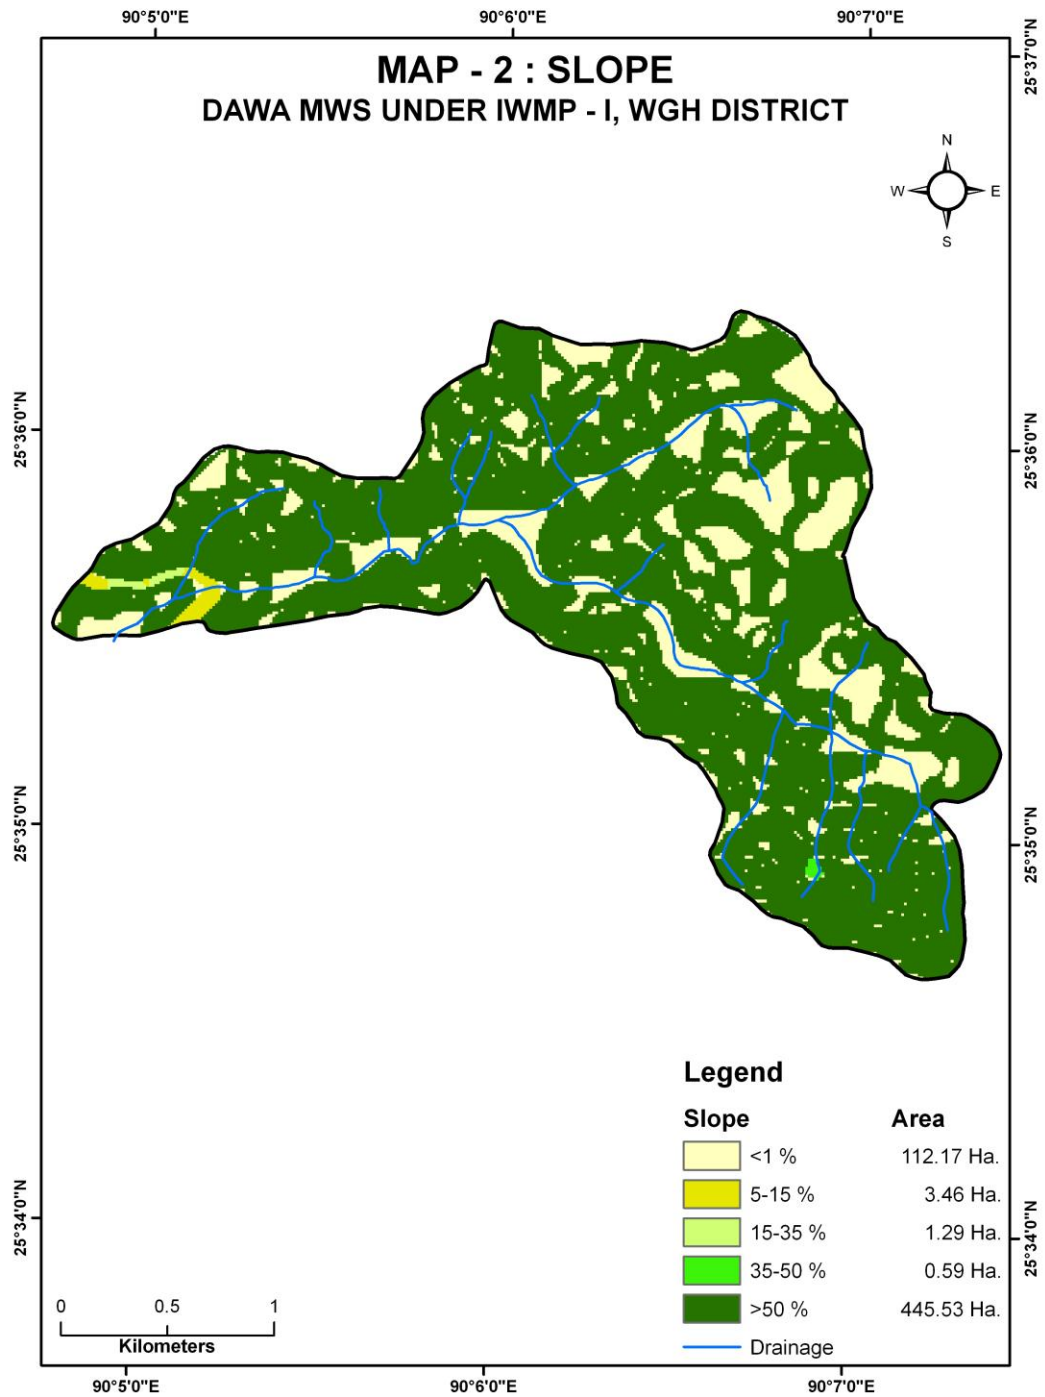 90°5'0"E 90°6'0"E 90°7'0"E
25°37'0"N
MAP - 2 : SLOPE
DAWA MWS UNDER IWMP - I, WGH DISTRICT
N
W E
S
25°36'0"N 25°36'0"N
25°35'0"N 25°35'0"N
25°34'0"N 25°34'0"N
Legend
Slope Area
<1 % 112.17 Ha.
5-15 % 3.46 Ha.
15-35 % 1.29 Ha.
35-50 % 0.59 Ha.
>50 % 445.53 Ha.
Drainage
0 0.5 1
Kilometers
90°5'0"E 90°6'0"E 90°7'0"E